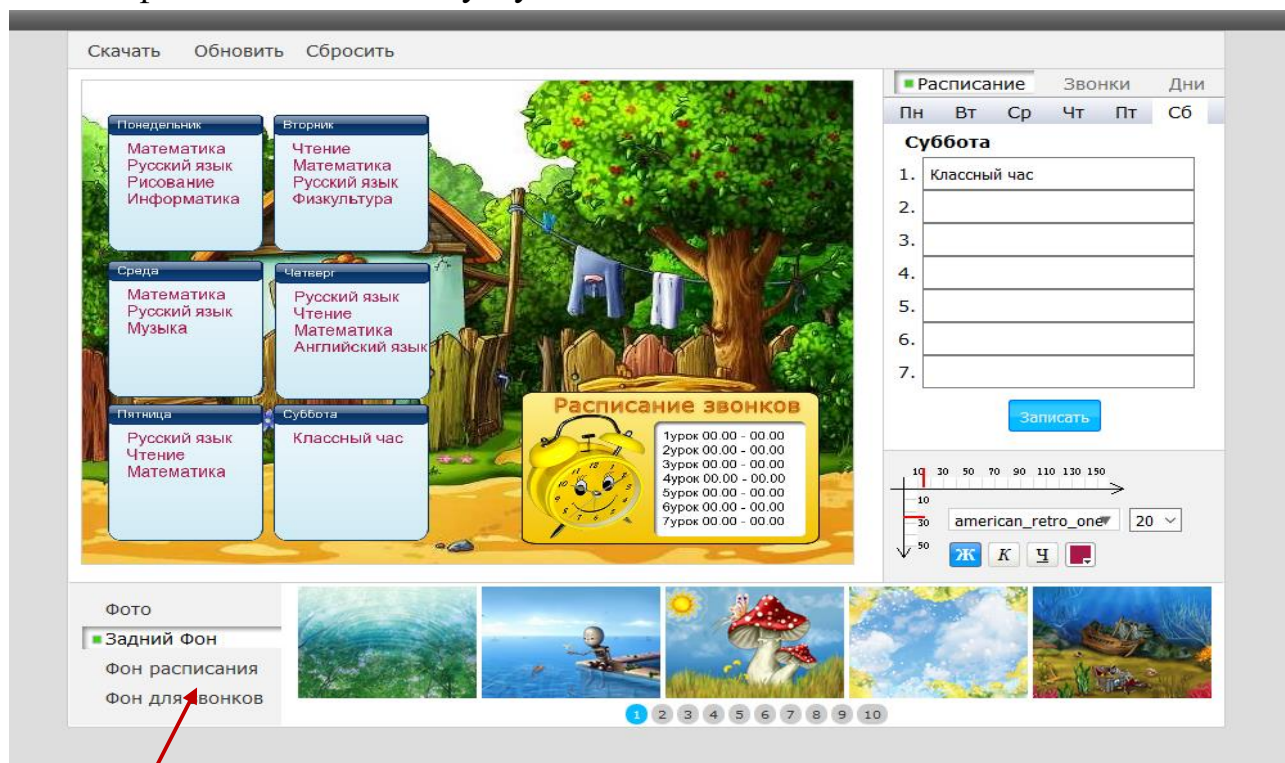 Скачать Обновить Сбросить
Понедельник
Математика
Русский язык
Рисование
Информатика
Вторник
Чтение
Математика
Русский язык
Физкультура
Среда
Математика
Русский язык
Музыка
Четверг
Русский язык
Чтение
Математика
Английский язык
Пятница
Русский язык
Чтение
Математика
Суббота
Классный час
Расписание звонков
1урок 00.00 - 00.00
2урок 00.00 - 00.00
3урок 00.00 - 00.00
4урок 00.00 - 00.00
5урок 00.00 - 00.00
6урок 00.00 - 00.00
7урок 00.00 - 00.00
Расписание Звонки Дни
Пн Вт Ср Чт Пт Сб
Суббота
1. Классный час
2.
3.
4.
5.
6.
7.
Записать
10 30 50 70 90 110 130 150
10
30
50
american_retro_one 20
Ж К Ч
Фото
Задний Фон
Фон расписания
Фон для звонков
1 2 3 4 5 6 7 8 9 10